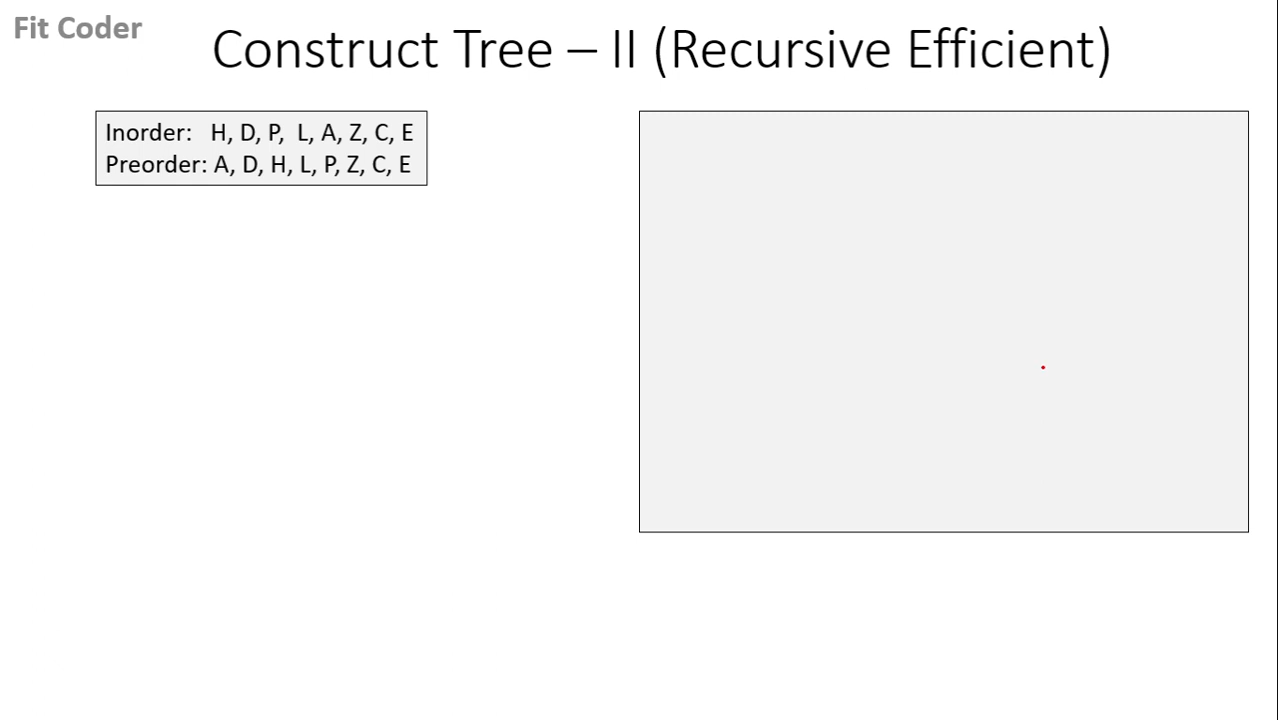 Fit Coder
Construct Tree – II (Recursive Efficient)
Inorder: H, D, P, L, A, Z, C, E
Preorder: A, D, H, L, P, Z, C, E